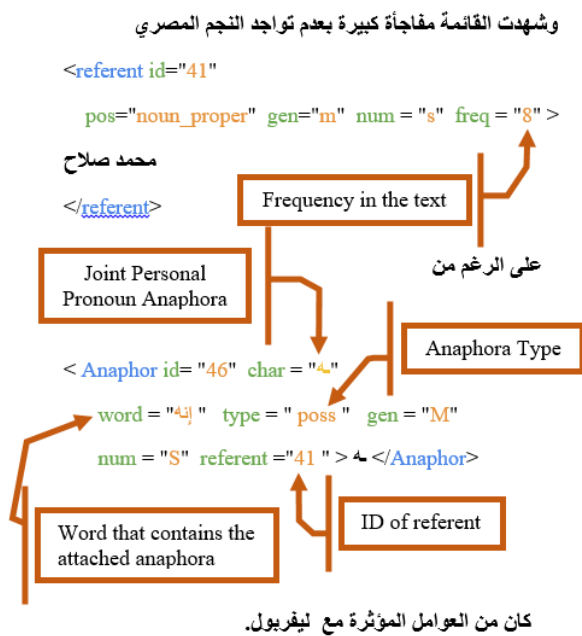 وشهدت القائمة مفاجأة كبيرة بعدم تواجد النجم المصري
<referent id="41"
pos="noun_proper" gen="m" num = "s" freq = "8" >
محمد صلاح
</referent>
Frequency in the text
على الرغم من
Joint Personal
Pronoun Anaphora
Anaphora Type
< Anaphor id= "46" char = "ـه"
word = "إنه " type = " poss " gen = "M"
num = "S" referent ="41 " > ـه </Anaphor>
Word that contains the
attached anaphora
ID of referent
كان من العوامل المؤثرة مع ليفربول.